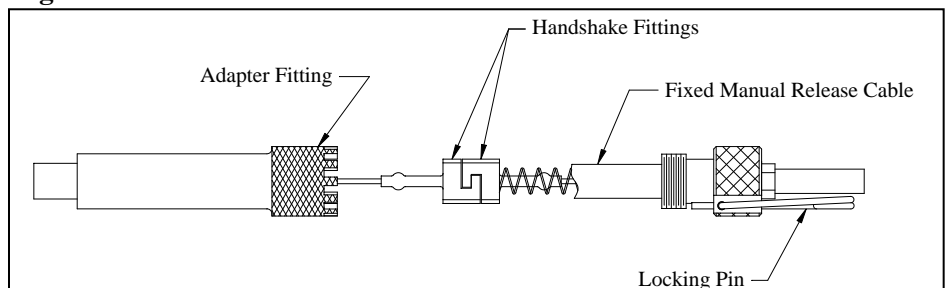 Handshake Fittings
Adapter Fitting
Fixed Manual Release Cable
Locking Pin